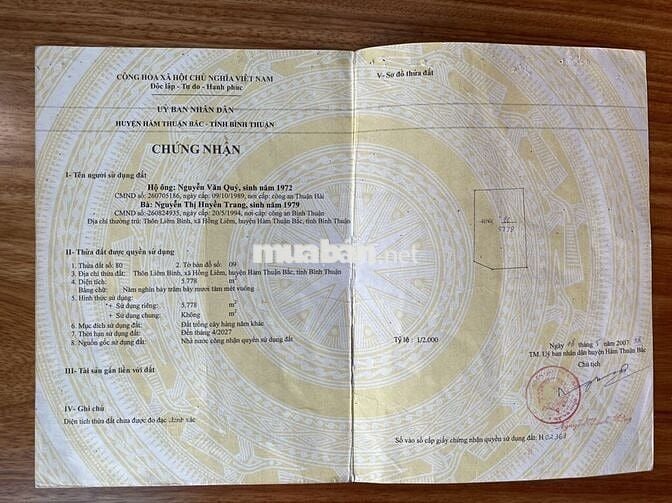 CỘNG HÒA XÃ HỘI CHỦ NGHĨA VIỆT NAM
Độc lập - Tự do - Hạnh phúc
UỶ BAN NHÂN DÂN
HUYỆN HÀM THUẬN BẮC - TỈNH BÌNH THUẬN
CHỨNG NHẬN
I- Tên người sử dụng đất
Hộ ông: Nguyễn Văn Quý, sinh năm 1972
CMND số: 260705186, ngày cấp: 09/10/1989, nơi cấp: công an Thuận Hải
Bà: Nguyễn Thị Huyền Trang, sinh năm 1979
CMND số: 260824935, ngày cấp: 20/5/1994, nơi cấp: công an Bình Thuận
Địa chỉ thường trú: Thôn Liêm Bình, xã Hồng Liêm, huyện Hàm Thuận Bắc, tỉnh Bình Thuận
II- Thửa đất được quyền sử dụng
1. Thửa đất số: 80 2. Tờ bản đồ số: 09
3. Địa chỉ thửa đất: Thôn Liêm Bình, xã Hồng Liêm, huyện Hàm Thuận Bắc, tỉnh Bình Thuận
4. Diện tích: 5.778 m²
Bằng chữ: Năm nghìn bảy trăm bảy mươi tám mét vuông
5. Hình thức sử dụng:
+ Sử dụng riêng: 5.778 m²
+ Sử dụng chung: Không m²
6. Mục đích sử dụng: Đất trồng cây hàng năm khác
7. Thời hạn sử dụng: Đến tháng 4/2027
8. Nguồn gốc sử dụng: Nhà nước công nhận quyền sử dụng đất
III- Tài sản gắn liền với đất
IV- Ghi chú
Diện tích thửa đất chưa được đo đạc chính xác
V- Sơ đồ thửa đất
5778
muaban.net
Tỷ lệ : 1/2.000
Ngày tháng 5 năm 2007
TM. Uỷ ban nhân dân huyện Hàm Thuận Bắc
Chủ tịch
Số vào sổ cấp giấy chứng nhận quyền sử dụng đất: H